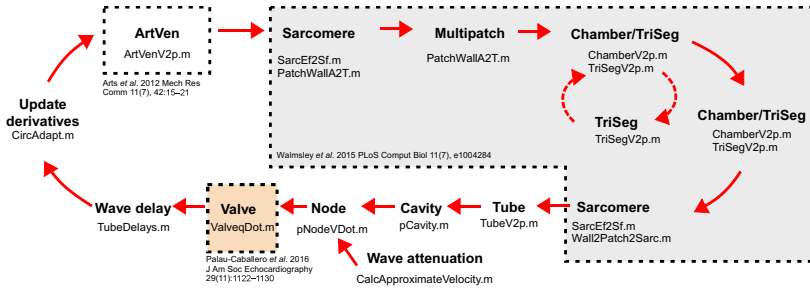 ArtVen
ArtVenV2p.m
Arts et al. 2012 Mech Res
Comm 11(7), 42:15–21
Sarcomere
SarcEf2Sf.m
PatchWallA2T.m
Multipatch
PatchWallA2T.m
Chamber/TriSeg
ChamberV2p.m
TriSegV2p.m
TriSeg
TriSegV2p.m
Chamber/TriSeg
ChamberV2p.m
TriSegV2p.m
Walmsley et al. 2015 PLoS Comput Biol 11(7), e1004284
Sarcomere
SarcEf2Sf.m
Wall2Patch2Sarc.m
Tube
TubeV2p.m
Cavity
pCavity.m
Node
pNodeVDot.m
Wave attenuation
CalcApproximateVelocity.m
Valve
ValveqDot.m
Palau-Caballero et al. 2016
J Am Soc Echocardiography
29(11):1122–1130
Wave delay
TubeDelays.m
Update
derivatives
CircAdapt.m